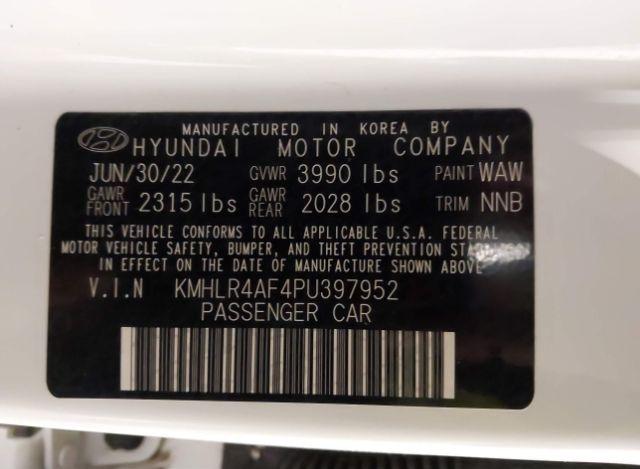 MANUFACTURED IN KOREA BY
HYUNDAI MOTOR COMPANY
JUN/30/22 GVWR 3990 lbs PAINT WAW
GAWR FRONT 2315 lbs GAWR REAR 2028 lbs TRIM NNB
THIS VEHICLE CONFORMS TO ALL APPLICABLE U.S.A. FEDERAL
MOTOR VEHICLE SAFETY, BUMPER, AND THEFT PREVENTION
IN EFFECT ON THE DATE OF MANUFACTURE SHOWN ABOVE
V.I.N KMHLR4AF4PU397952
PASSENGER CAR